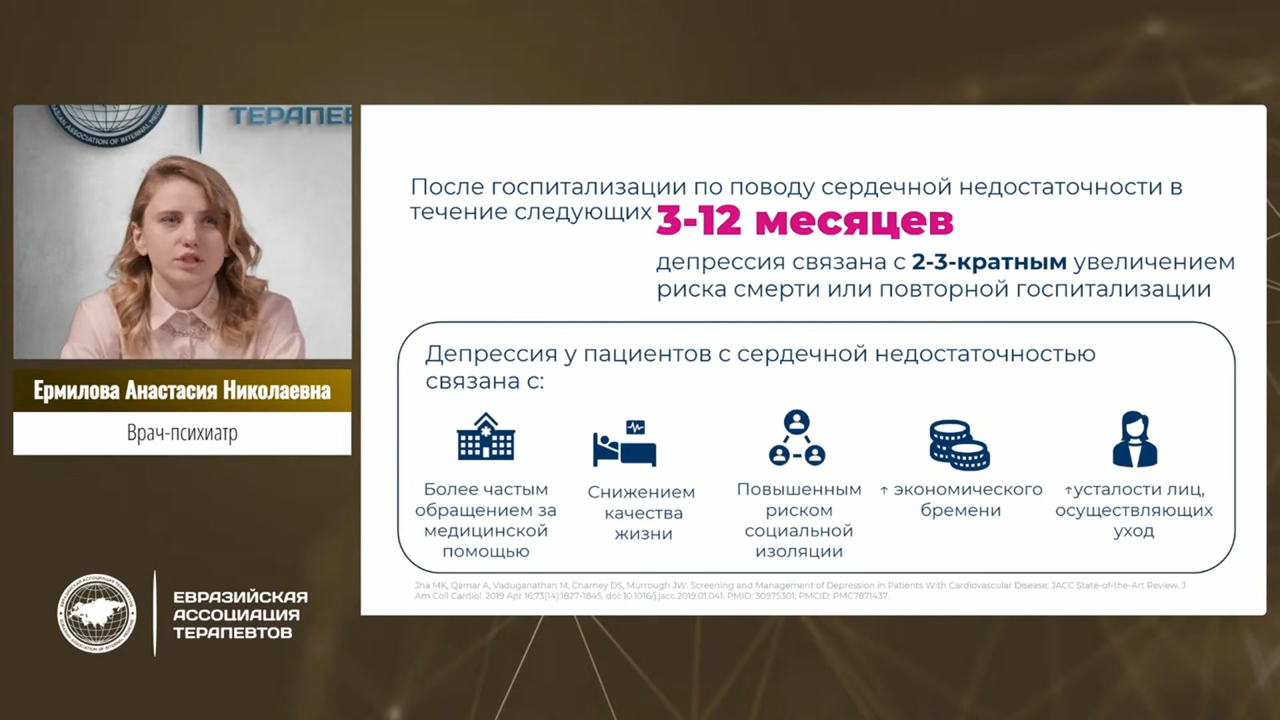 ТЕРАПЕВ
После госпитализации по поводу сердечной недостаточности в
течение следующих 3-12 месяцев
депрессия связана с 2-3-кратным увеличением
риска смерти или повторной госпитализации
Депрессия у пациентов с сердечной недостаточностью
связана с:
Более частым
обращением за
медицинской
помощью
Снижением
качества
жизни
Повышенным
риском
социальной
изоляции
↑ экономического
бремени
↑усталости лиц,
осуществляющих
уход
Jha MK, Qamar A, Vaduganathan M, Charney DS, Murrough JW. Screening and Management of Depression in Patients With Cardiovascular Disease: JACC State-of-the-Art Review. J
Am Coll Cardiol. 2019 Apr 16;73(14):1827-1845. doi: 10.1016/j.jacc.2019.01.041. PMID: 30975301; PMCID: PMC7871437.
Ермилова Анастасия Николаевна
Врач-психиатр
ЕВРАЗИЙСКАЯ
АССОЦИАЦИЯ
ТЕРАПЕВТОВ